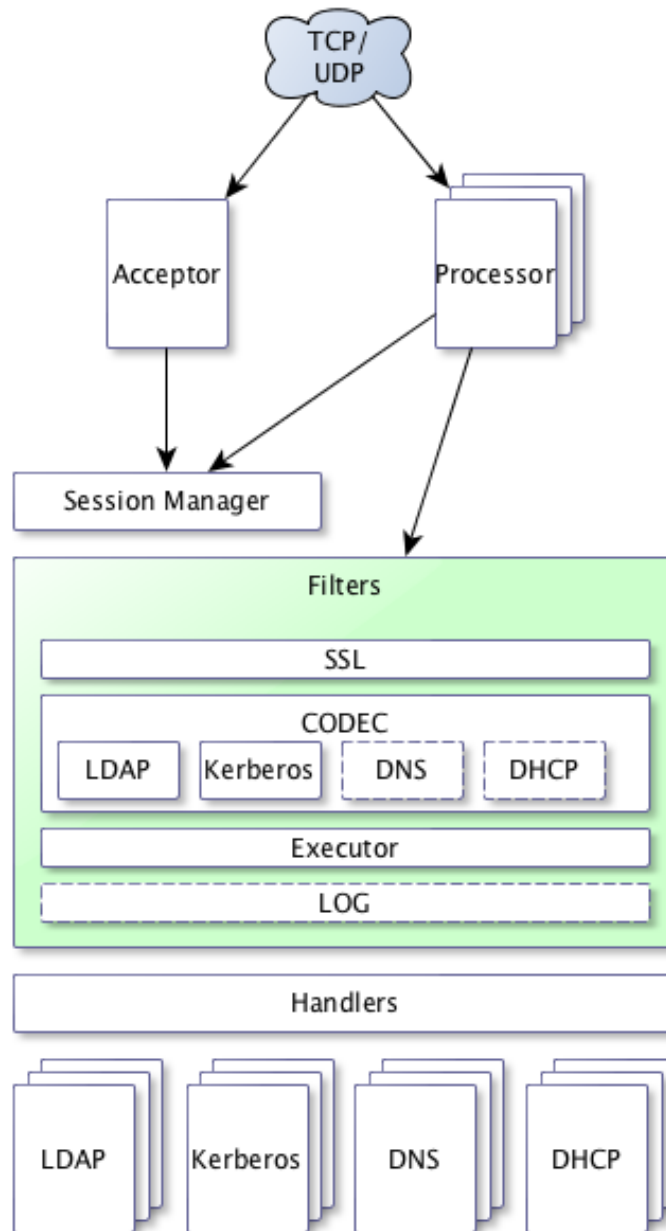 TCP/
UDP
Acceptor
Processor
Session Manager
Filters
SSL
CODEC
LDAP
Kerberos
DNS
DHCP
Executor
LOG
Handlers
LDAP
Kerberos
DNS
DHCP